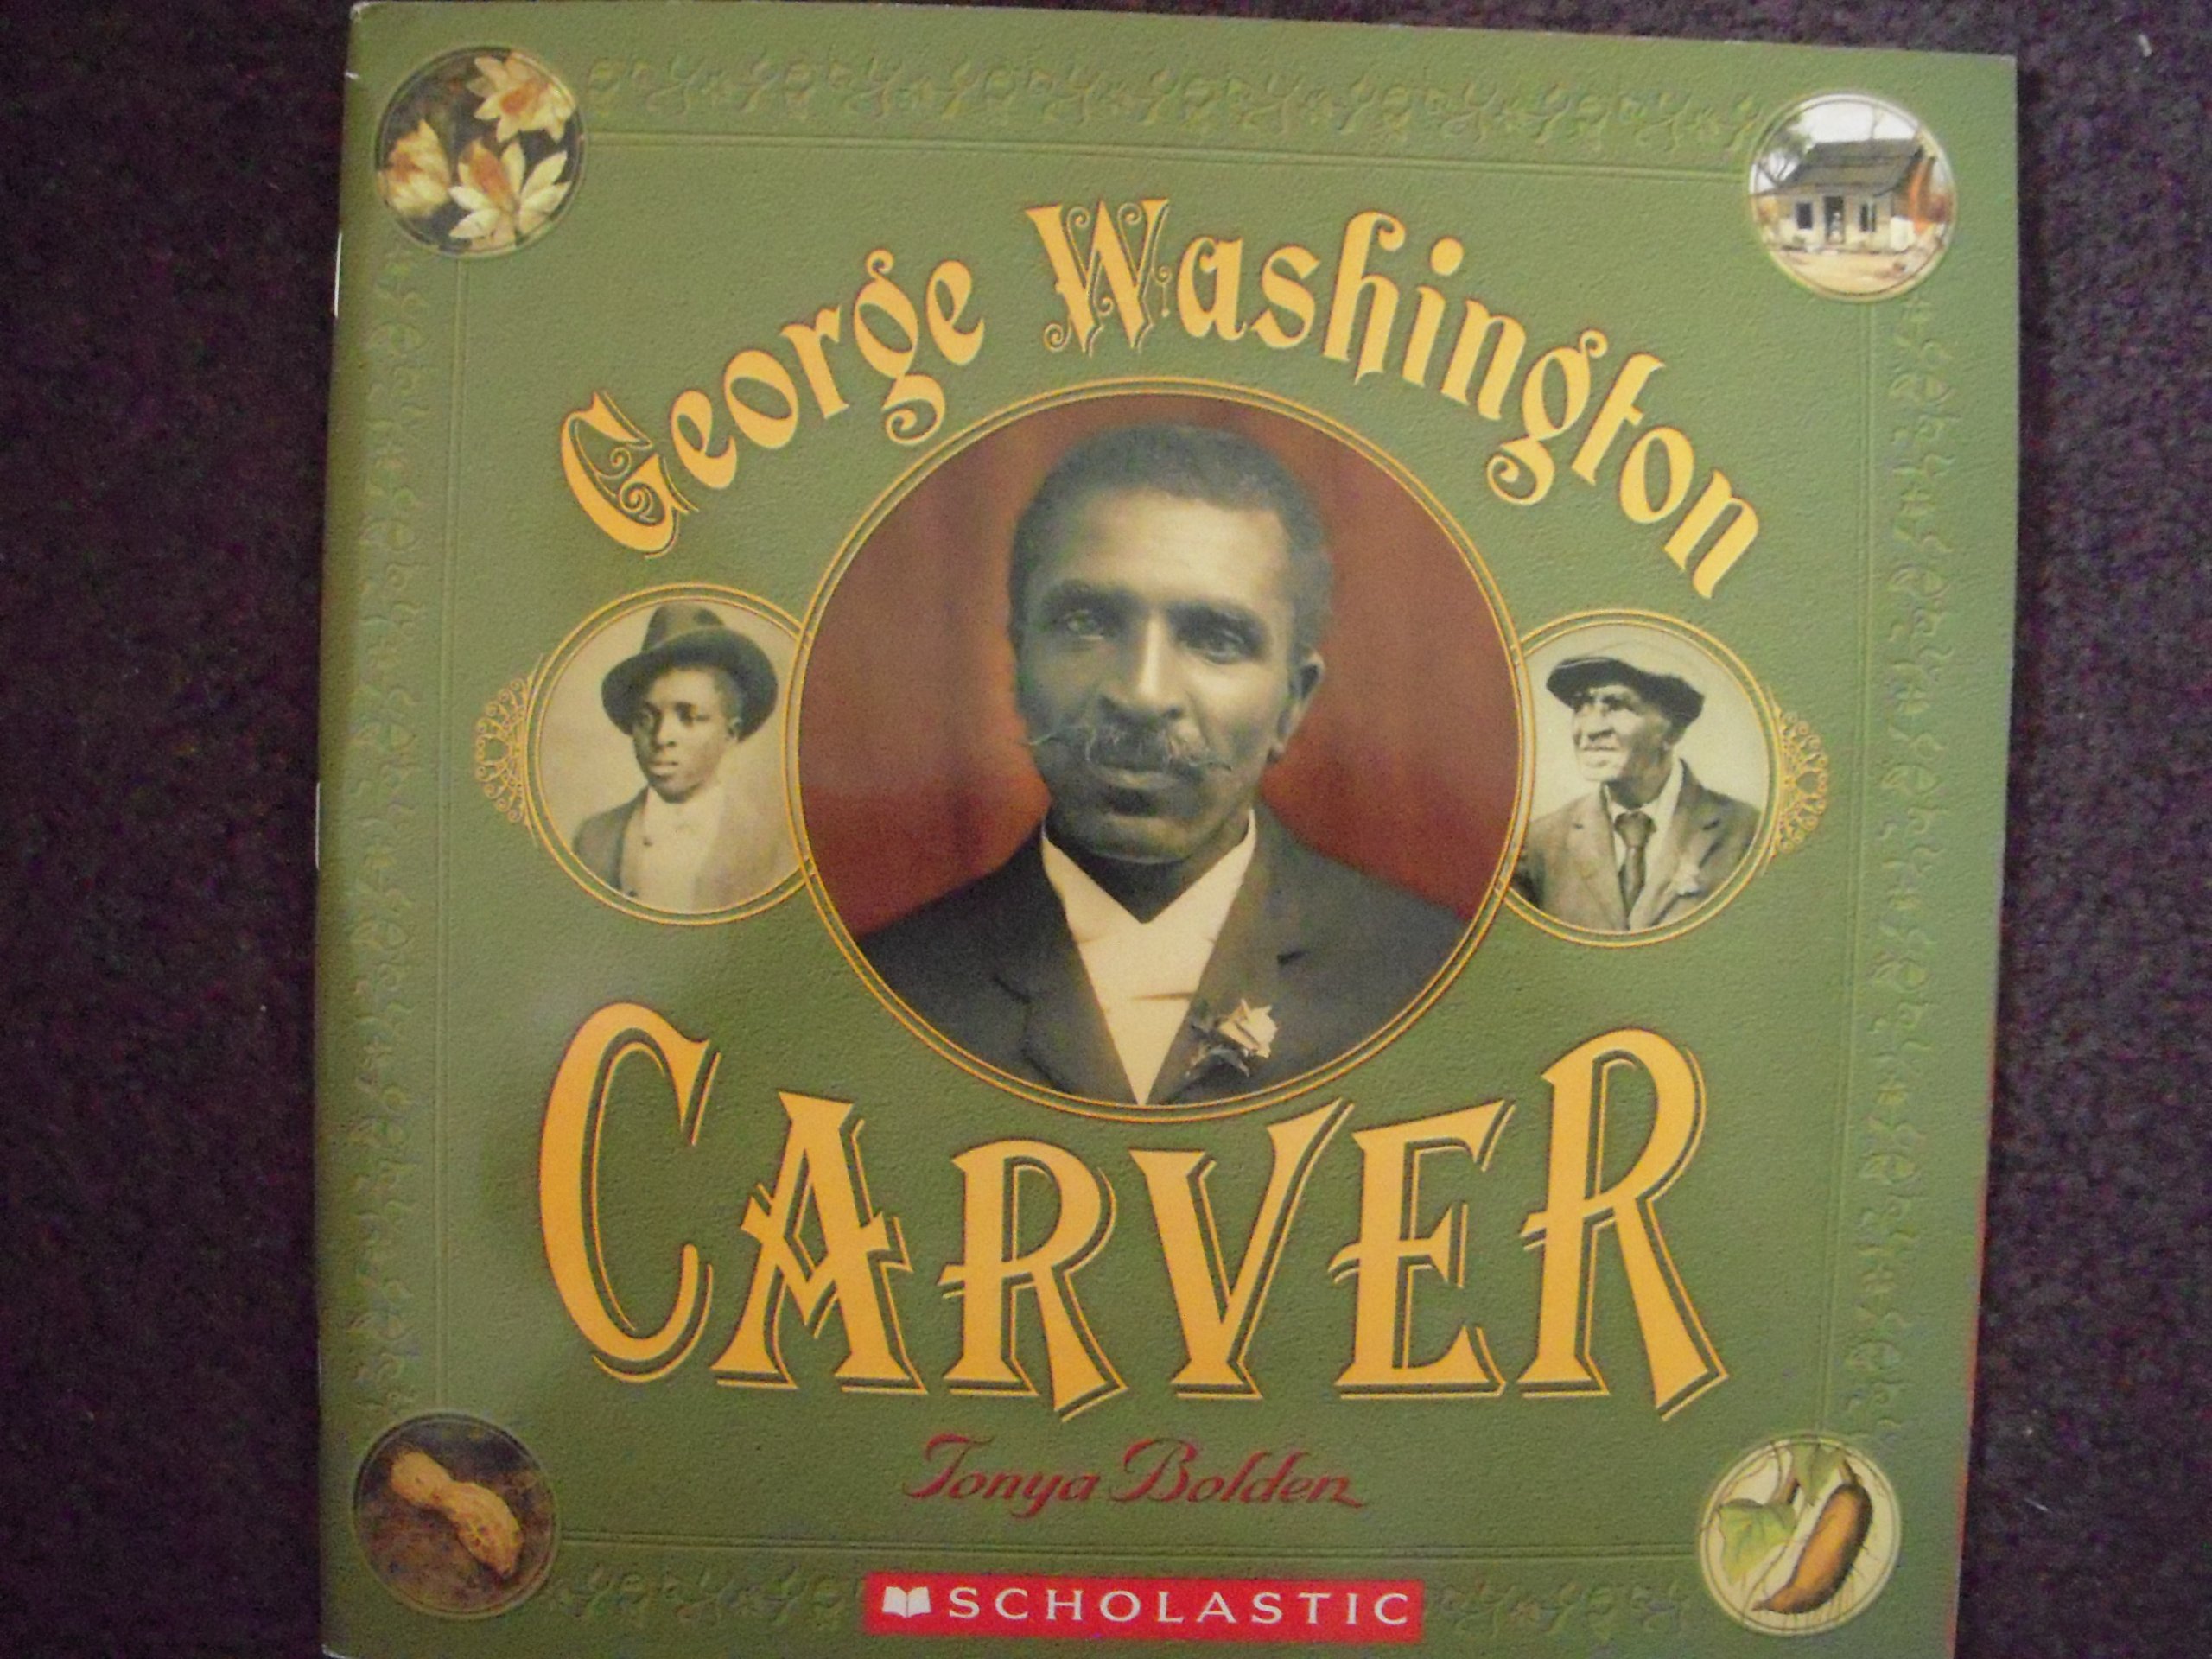 George Washington
CARVER
Tonya Bolden
SCHOLASTIC